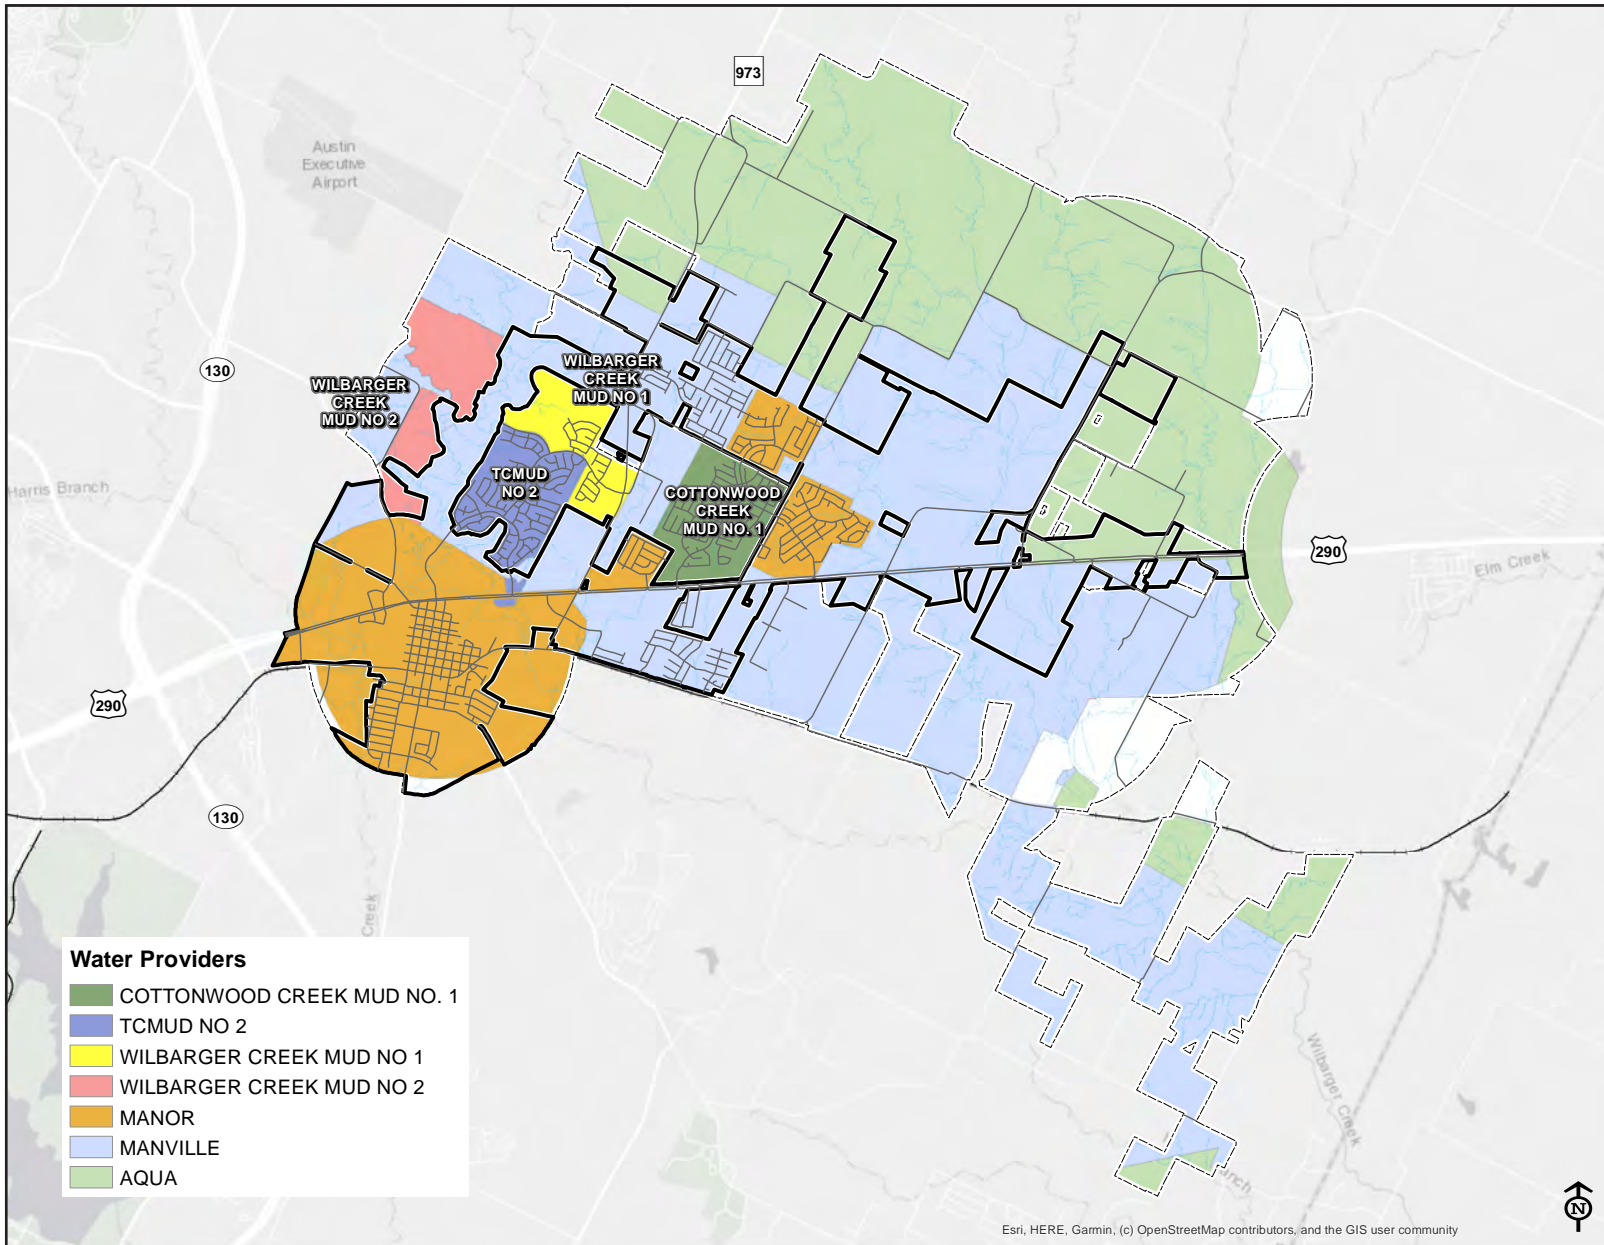 973
Austin
Executive
Airport
130
WILBARGER
CREEK
MUD NO 1
WILBARGER
CREEK
MUD NO 2
TCMUD
NO 2
COTTONWOOD
CREEK
MUD NO. 1
Harris Branch
290
Elm Creek
290
130
Creek
Wilbarger Creek
Water Providers
COTTONWOOD CREEK MUD NO. 1
TCMUD NO 2
WILBARGER CREEK MUD NO 1
WILBARGER CREEK MUD NO 2
MANOR
MANVILLE
AQUA
N
Esri, HERE, Garmin, (c) OpenStreetMap contributors, and the GIS user community